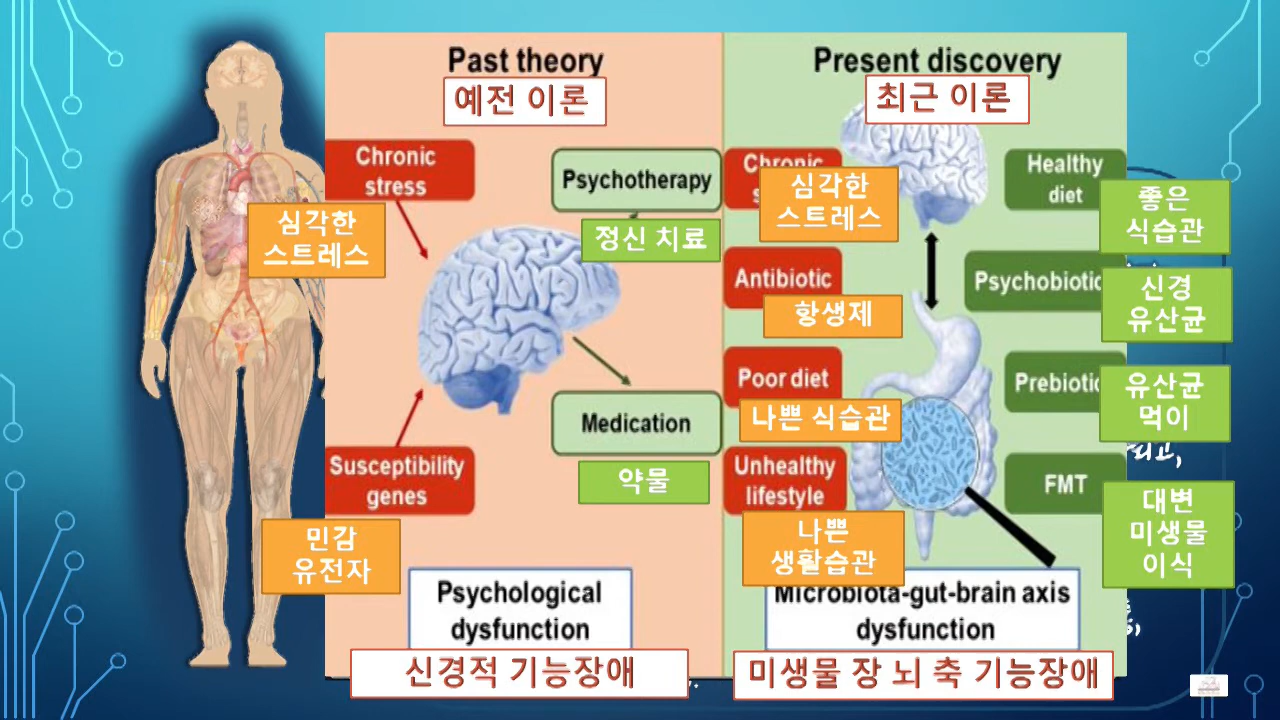 Past theory
예전 이론
Chronic
stress
심각한
스트레스
Psychotherapy
정신 치료
Medication
약물
Susceptibility
genes
민감
유전자
Psychological
dysfunction
신경적 기능장애
Present discovery
최근 이론
Chronic
심각한
스트레스
Antibiotic
항생제
Poor diet
나쁜 식습관
Unhealthy
lifestyle
나쁜
생활습관
Healthy
diet
좋은
식습관
Psychobiotic
신경
유산균
Prebiotic
유산균
먹이
FMT
대변
미생물
이식
Microbiota-gut-brain axis
dysfunction
미생물 장 뇌 축 기능장애